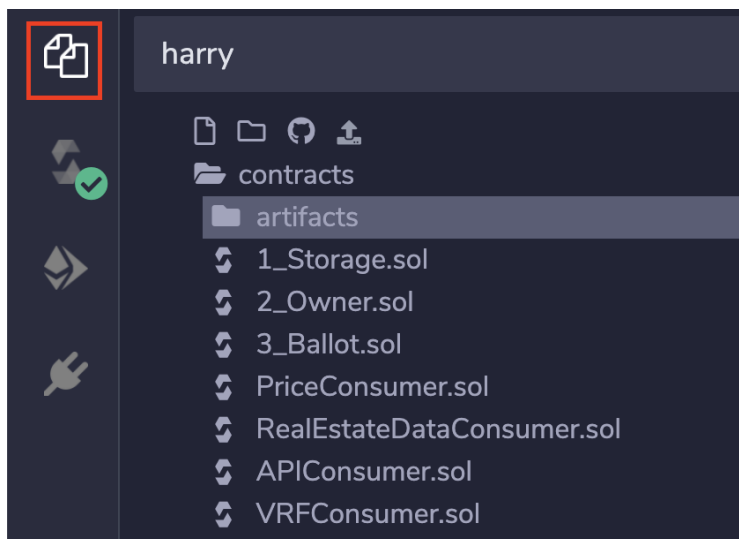 harry
contracts
artifacts
1_Storage.sol
2_Owner.sol
3_Ballot.sol
PriceConsumer.sol
RealEstateDataConsumer.sol
APIConsumer.sol
VRFConsumer.sol